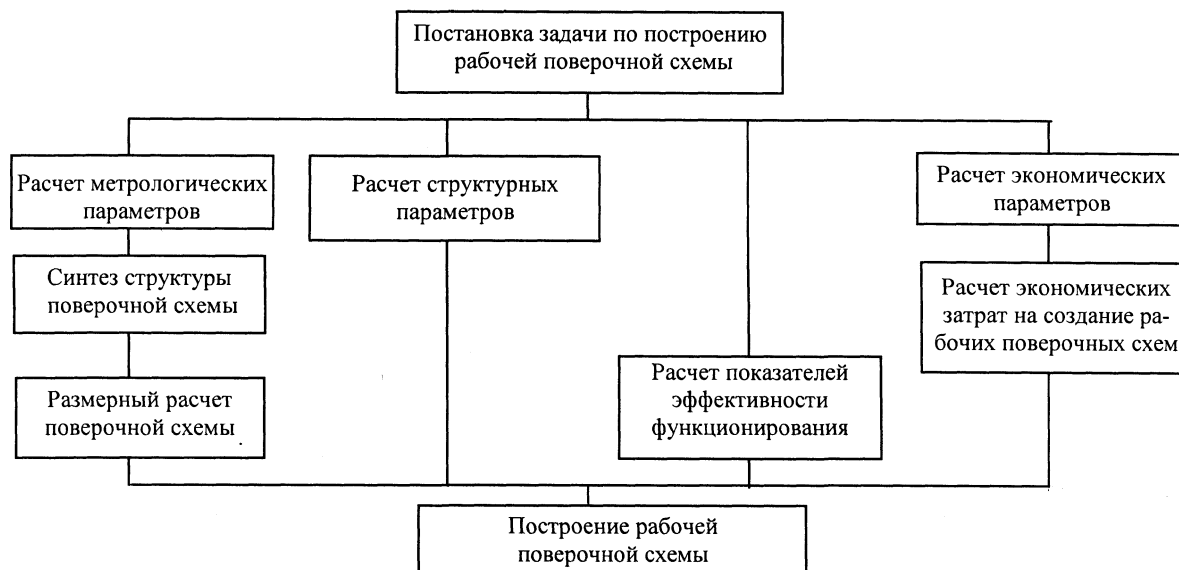 Постановка задачи по построению
рабочей поверочной схемы
Расчет метрологических
параметров
Расчет структурных
параметров
Расчет экономических
параметров
Синтез структуры
поверочной схемы
Расчет экономических
затрат на создание ра-
бочих поверочных схем
Размерный расчет
поверочной схемы
Расчет показателей
эффективности
функционирования
Построение рабочей
поверочной схемы